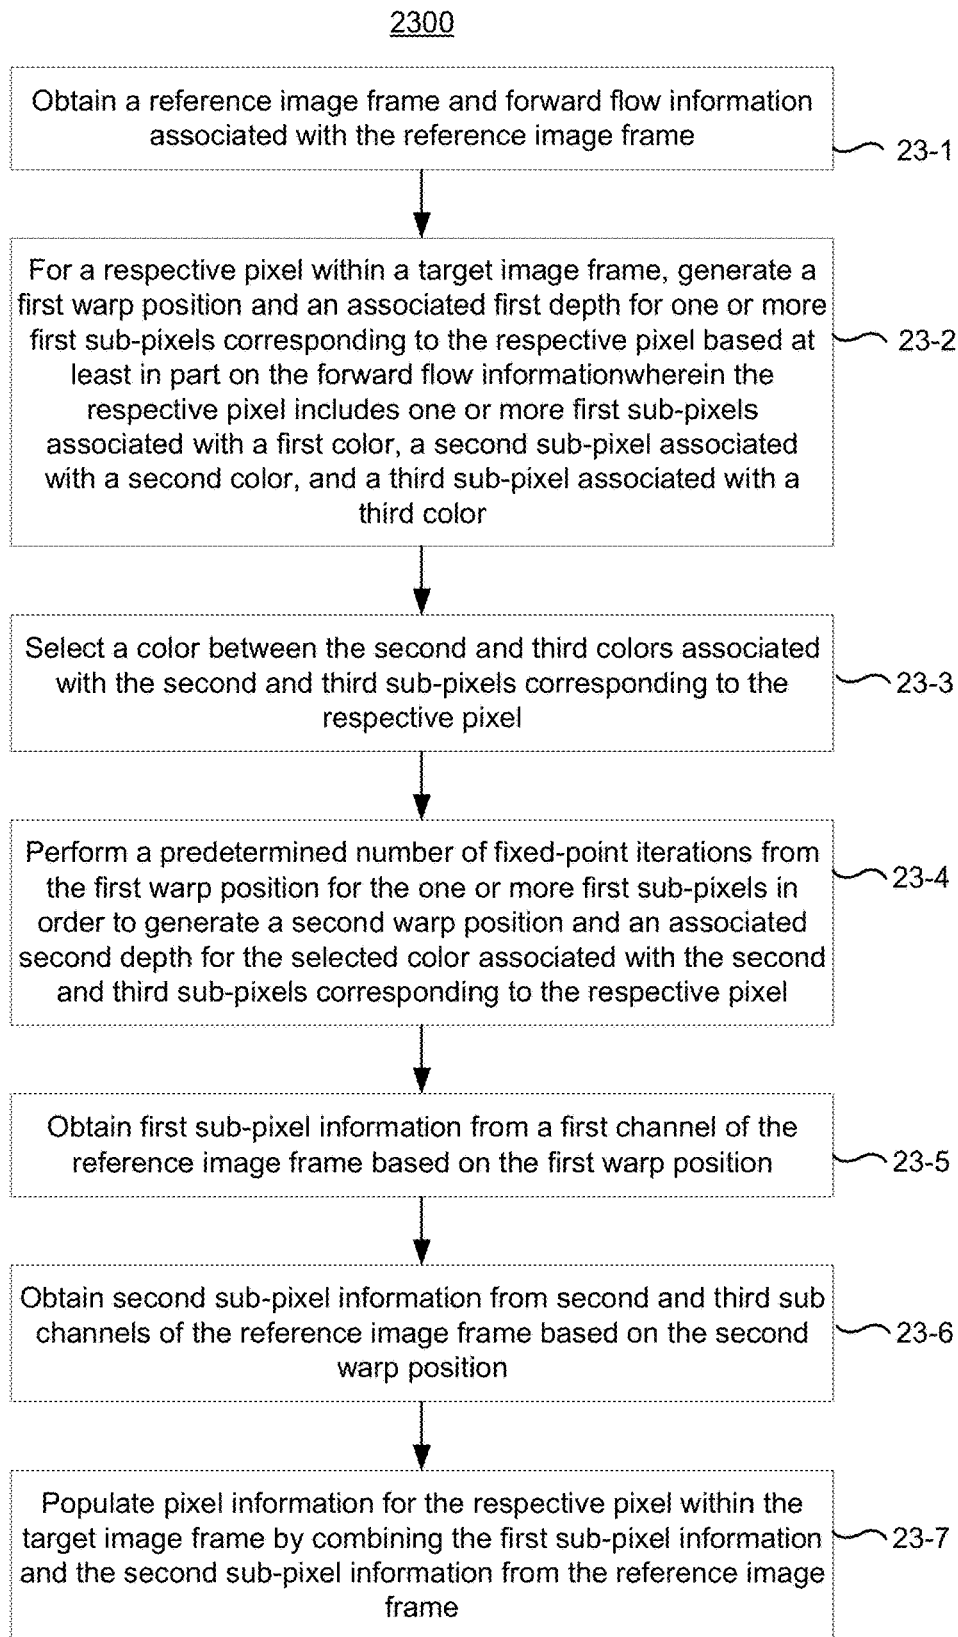 2300
Obtain a reference image frame and forward flow information
associated with the reference image frame
23-1
For a respective pixel within a target image frame, generate a
first warp position and an associated first depth for one or more
first sub-pixels corresponding to the respective pixel based at
least in part on the forward flow informationwherein the
respective pixel includes one or more first sub-pixels
associated with a first color, a second sub-pixel associated
with a second color, and a third sub-pixel associated with a
third color
23-2
Select a color between the second and third colors associated
with the second and third sub-pixels corresponding to the
respective pixel
23-3
Perform a predetermined number of fixed-point iterations from
the first warp position for the one or more first sub-pixels in
order to generate a second warp position and an associated
second depth for the selected color associated with the second
and third sub-pixels corresponding to the respective pixel
23-4
Obtain first sub-pixel information from a first channel of the
reference image frame based on the first warp position
23-5
Obtain second sub-pixel information from second and third sub
channels of the reference image frame based on the second
warp position
23-6
Populate pixel information for the respective pixel within the
target image frame by combining the first sub-pixel information
and the second sub-pixel information from the reference image
frame
23-7